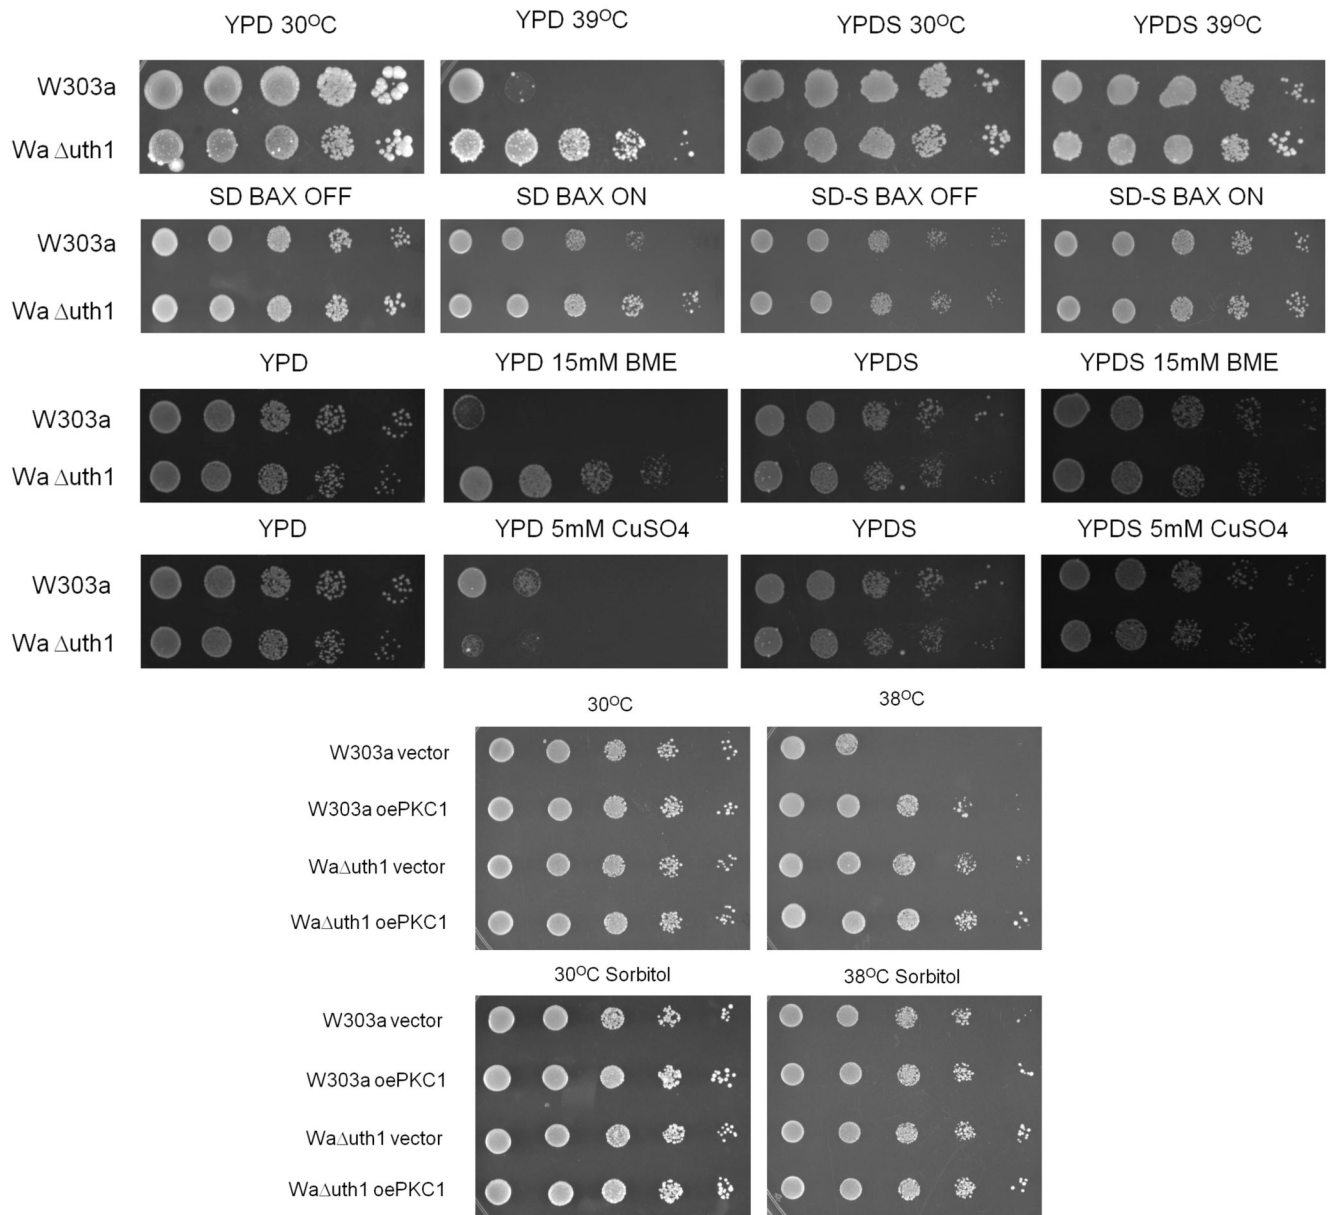 YPD 30ºC YPD 39ºC YPDS 30ºC YPDS 39ºC
W303a
Wa Δuth1
SD BAX OFF SD BAX ON SD-S BAX OFF SD-S BAX ON
W303a
Wa Δuth1
YPD YPD 15mM BME YPDS YPDS 15mM BME
W303a
Wa Δuth1
YPD YPD 5mM CuSO4 YPDS YPDS 5mM CuSO4
W303a
Wa Δuth1
30ºC 38ºC
W303a vector
W303a oePKC1
WaΔuth1 vector
WaΔuth1 oePKC1
30ºC Sorbitol 38ºC Sorbitol
W303a vector
W303a oePKC1
WaΔuth1 vector
WaΔuth1 oePKC1